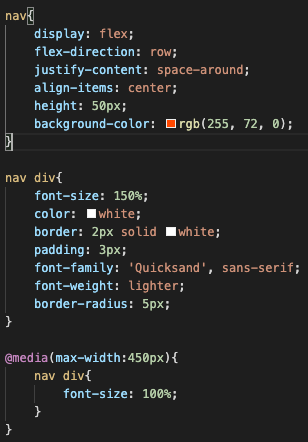 nav{
    display: flex;
    flex-direction: row;
    justify-content: space-around;
    align-items: center;
    height: 50px;
    background-color: rgb(255, 72, 0);
}

nav div{
    font-size: 150%;
    color: white;
    border: 2px solid white;
    padding: 3px;
    font-family: 'Quicksand', sans-serif;
    font-weight: lighter;
    border-radius: 5px;
}

@media(max-width:450px){
    nav div{
        font-size: 100%;
    }
}